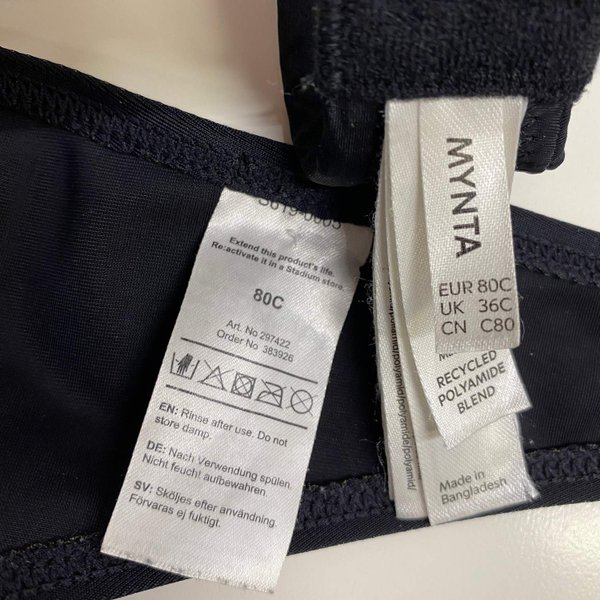 S619-0005
Extend this product's life.
Re:activate it in a Stadium store.
80C
Art. No 297422
Order No 383926
EN: Rinse after use. Do not
store damp.
DE: Nach Verwendung spülen.
Nicht feucht aufbewahren.
SV: Sköljes efter användning.
Förvaras ej fuktigt.
MYNTA
EUR 80C
UK 36C
CN C80
RECYCLED
POLYAMIDE
BLEND
Made in
Bangladesh